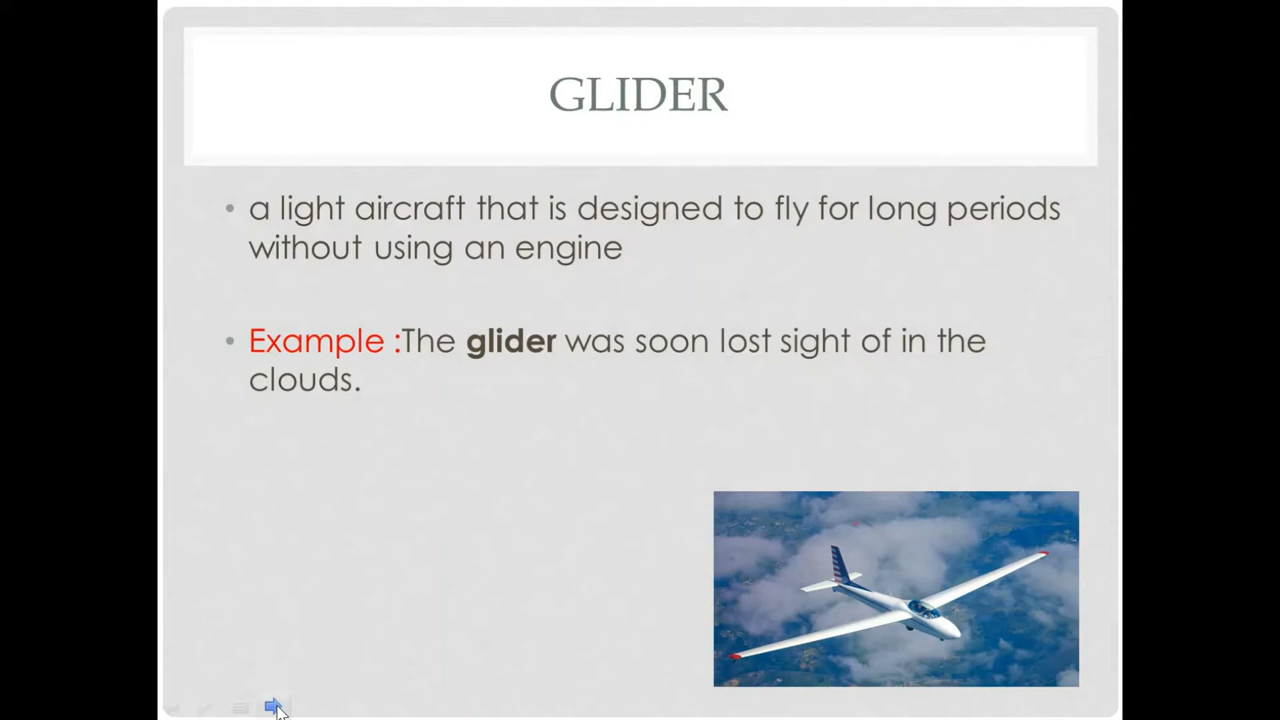 GLIDER
• a light aircraft that is designed to fly for long periods
without using an engine
• Example :The glider was soon lost sight of in the
clouds.